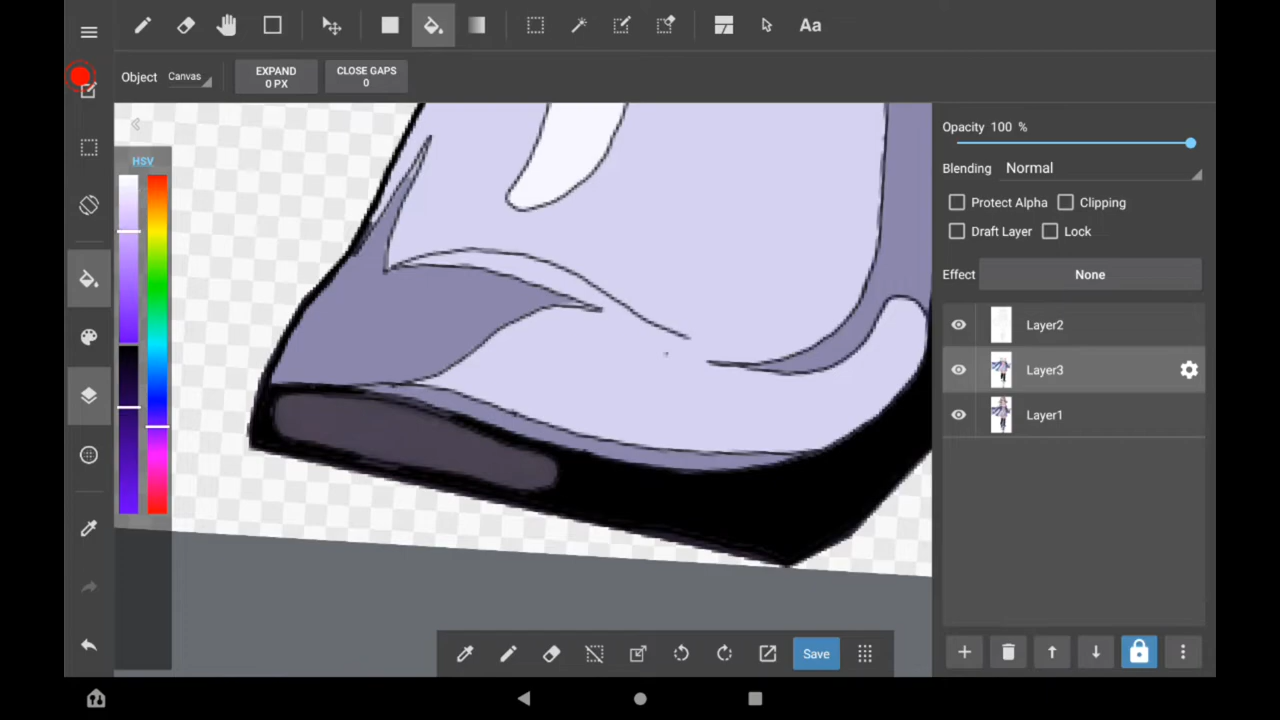 Aa
Object Canvas
EXPAND
0 PX
CLOSE GAPS
0
HSV
Opacity 100 %
Blending Normal
Protect Alpha Clipping
Draft Layer Lock
Effect None
Layer2
Layer3
Layer1
Save